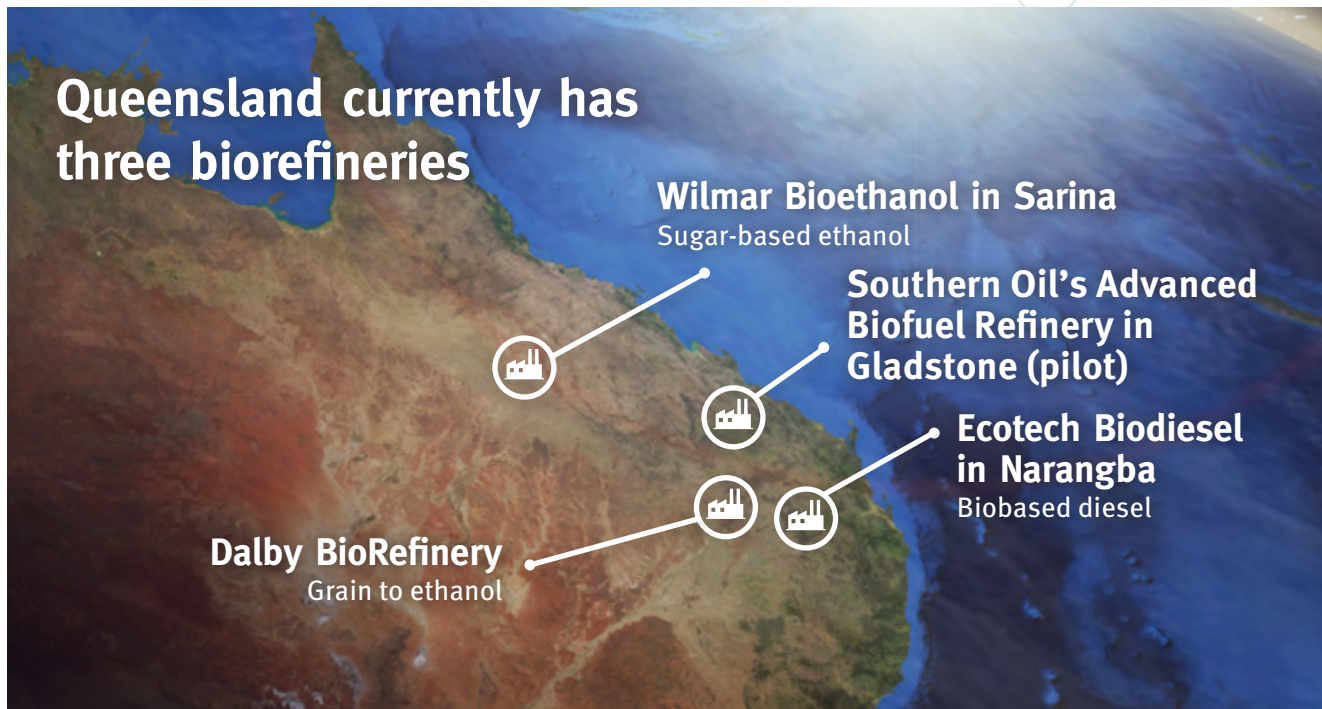 Queensland currently has
three biorefineries
Wilmar Bioethanol in Sarina
Sugar-based ethanol
Southern Oil’s Advanced
Biofuel Refinery in
Gladstone (pilot)
Ecotech Biodiesel
in Narangba
Biobased diesel
Dalby BioRefinery
Grain to ethanol